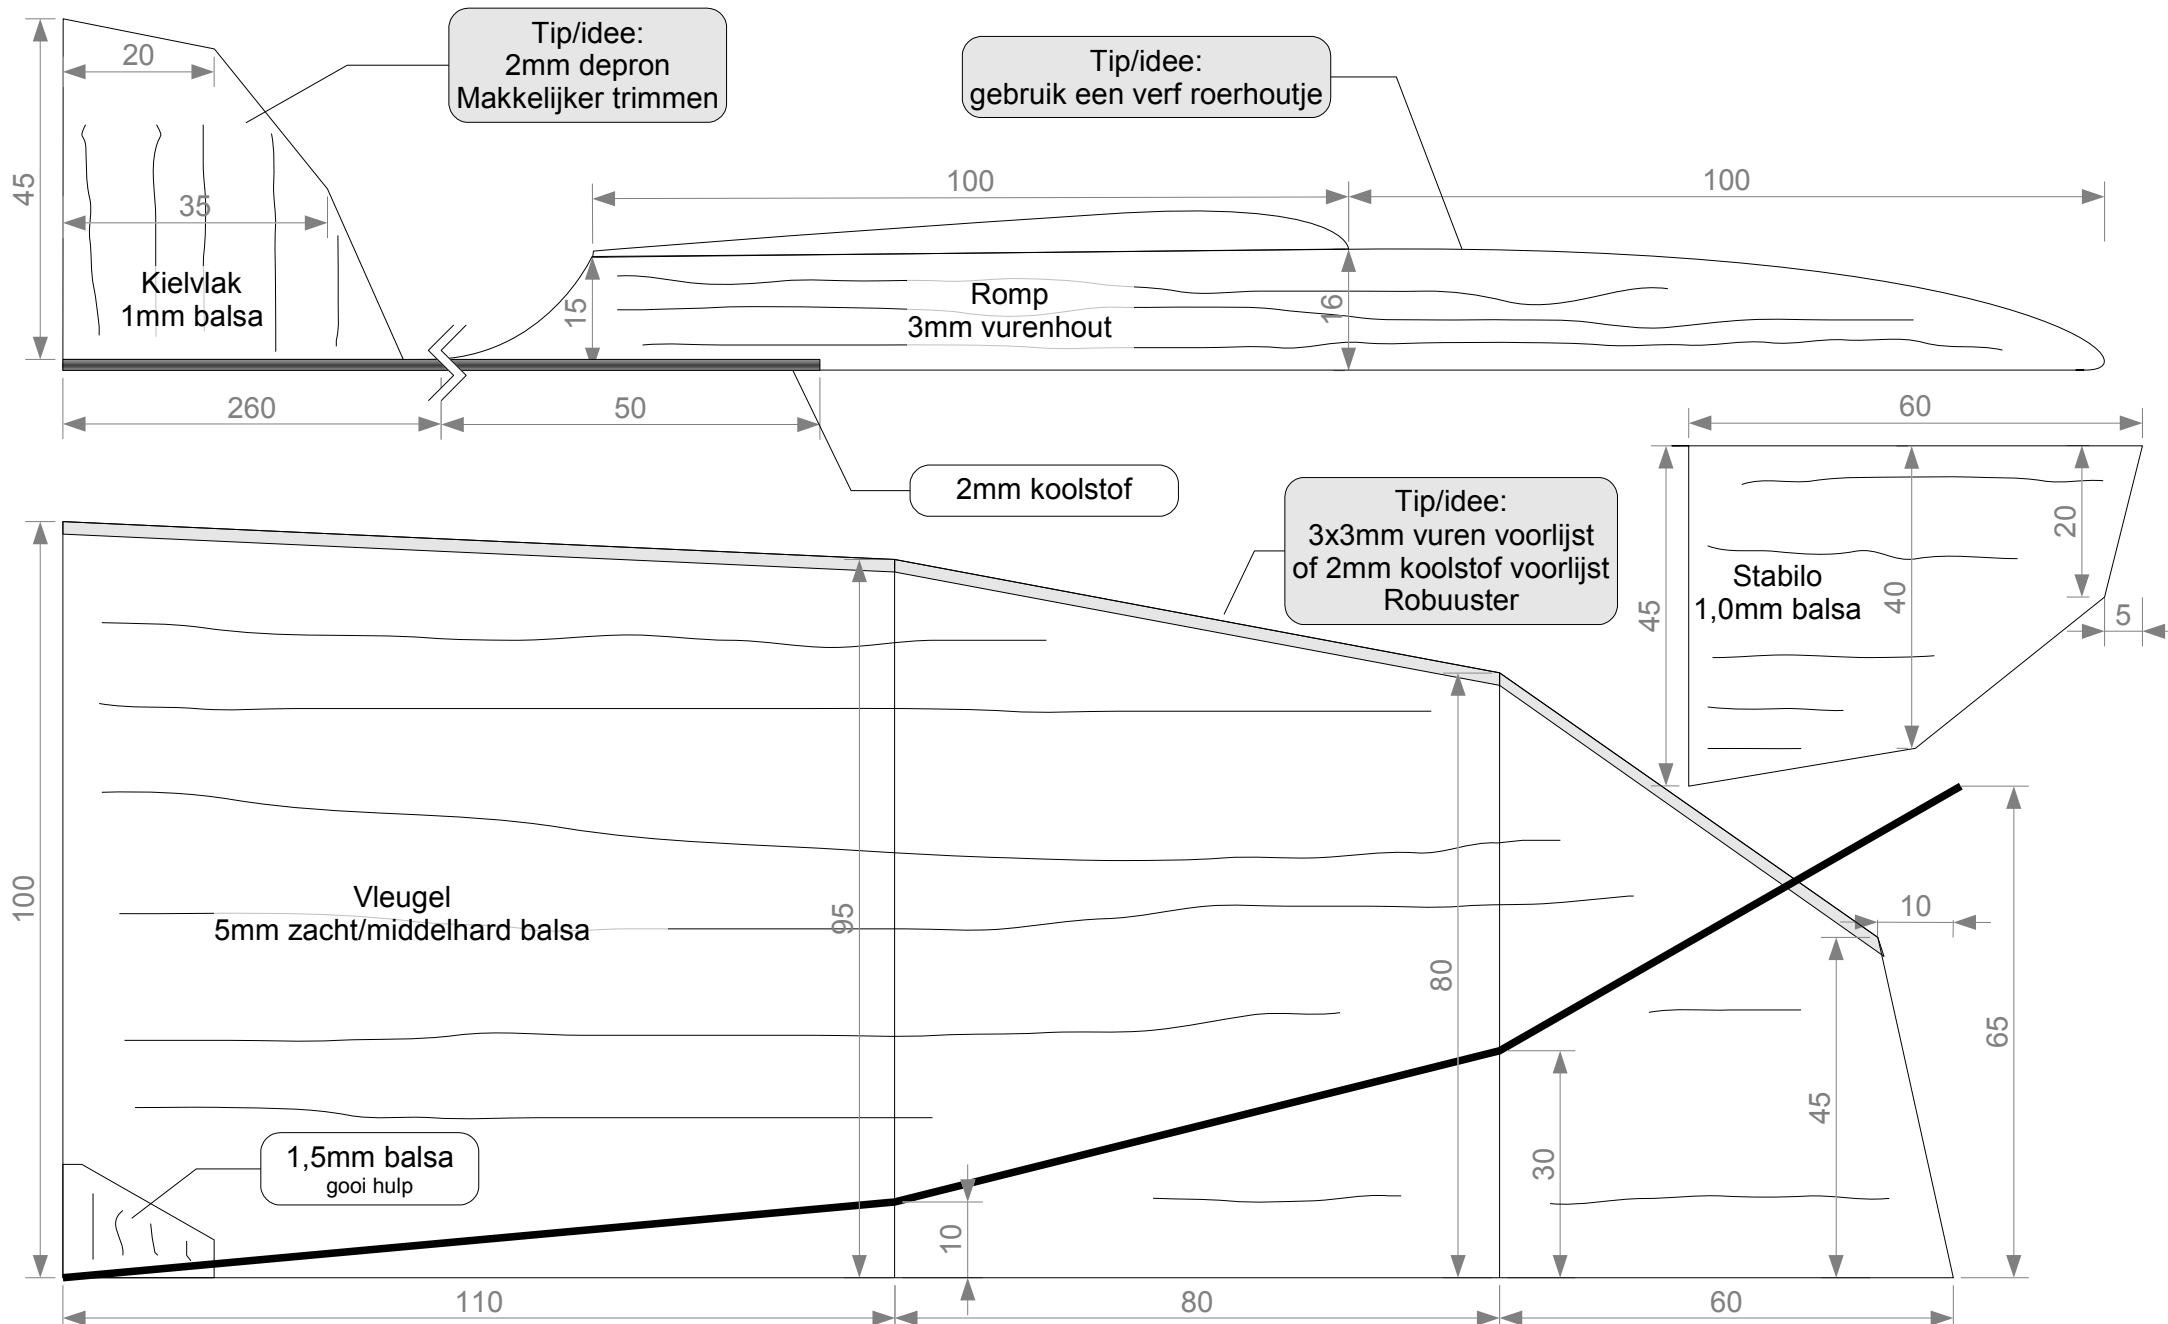 Tip/idee:
2mm depron
Makkelijker trimmen
Tip/idee:
gebruik een verf roerhoutje
20
45
35
100
100
Kielvlak
1mm balsa
15
Romp
3mm vurenhout
16
260
50
60
2mm koolstof
Tip/idee:
3x3mm vuren voorlijst
of 2mm koolstof voorlijst
Robuuster
20
Stabilo
1,0mm balsa
45
40
5
100
Vleugel
5mm zacht/middelhard balsa
95
10
80
65
45
30
1,5mm balsa
gooi hulp
10
110
80
60